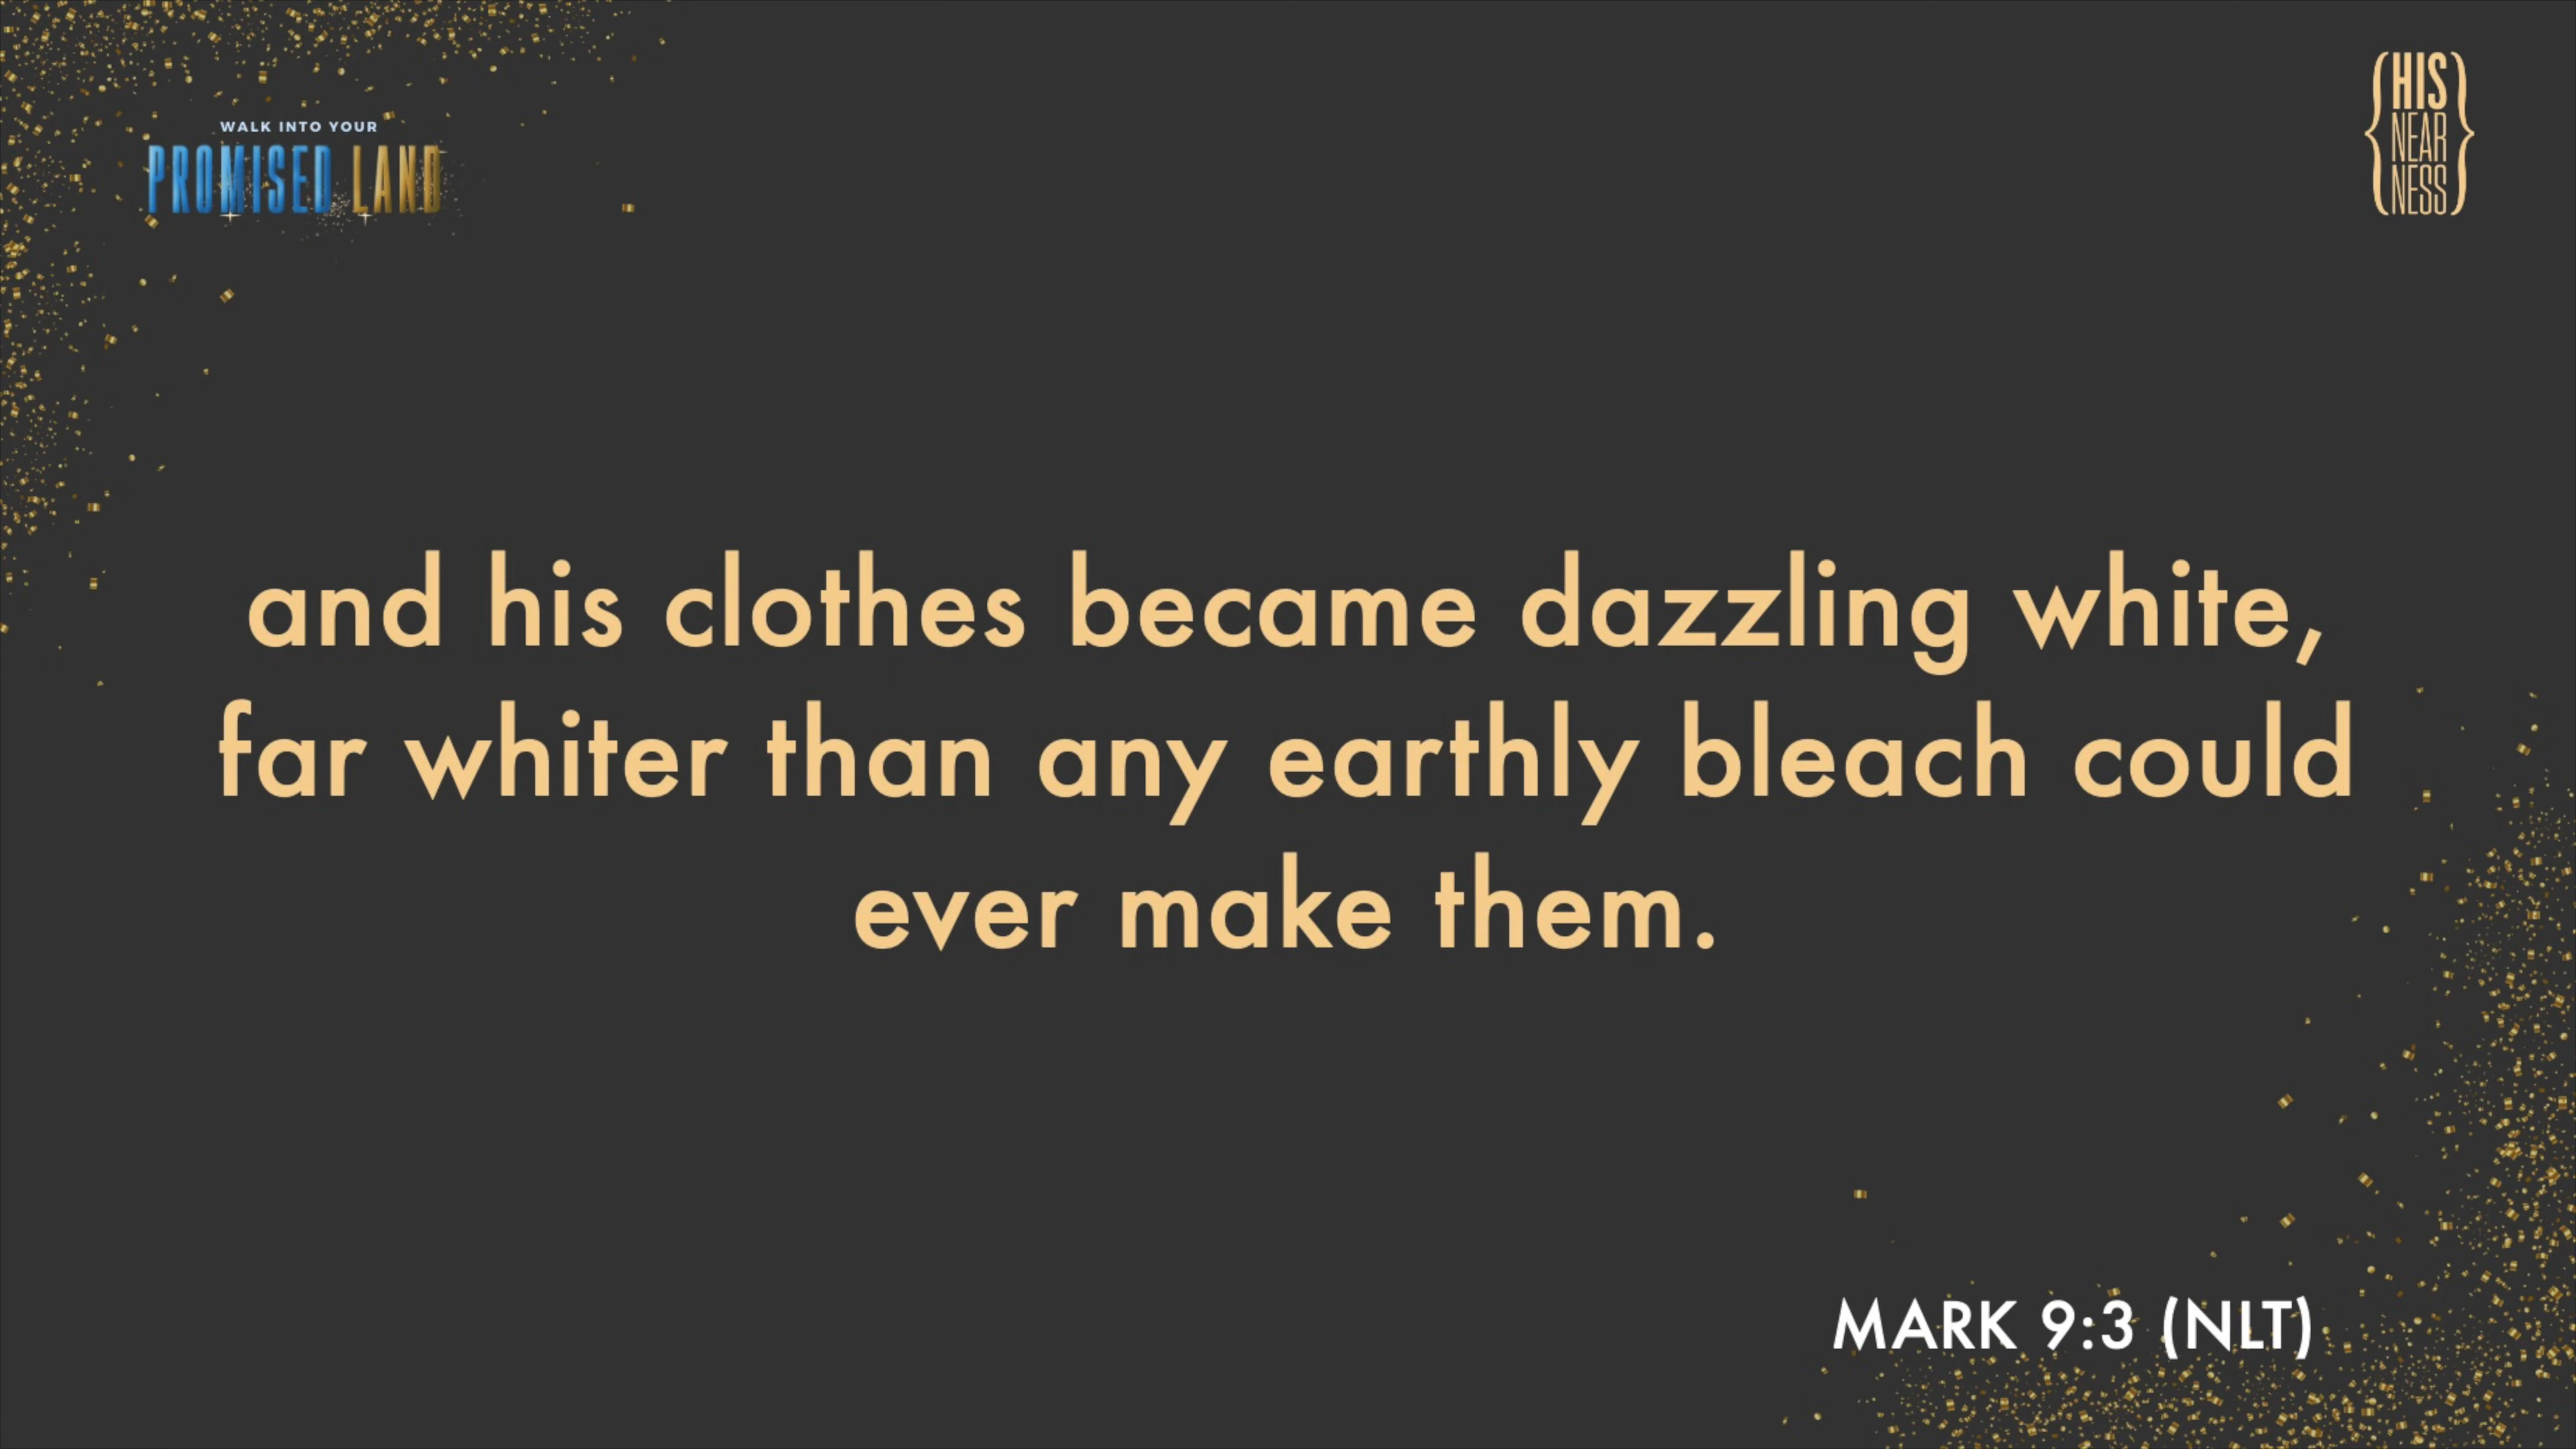 WALK INTO YOUR
PROMISED LAND
{HIS
NEAR
NESS}
and his clothes became dazzling white,
far whiter than any earthly bleach could
ever make them.
MARK 9:3 (NLT)